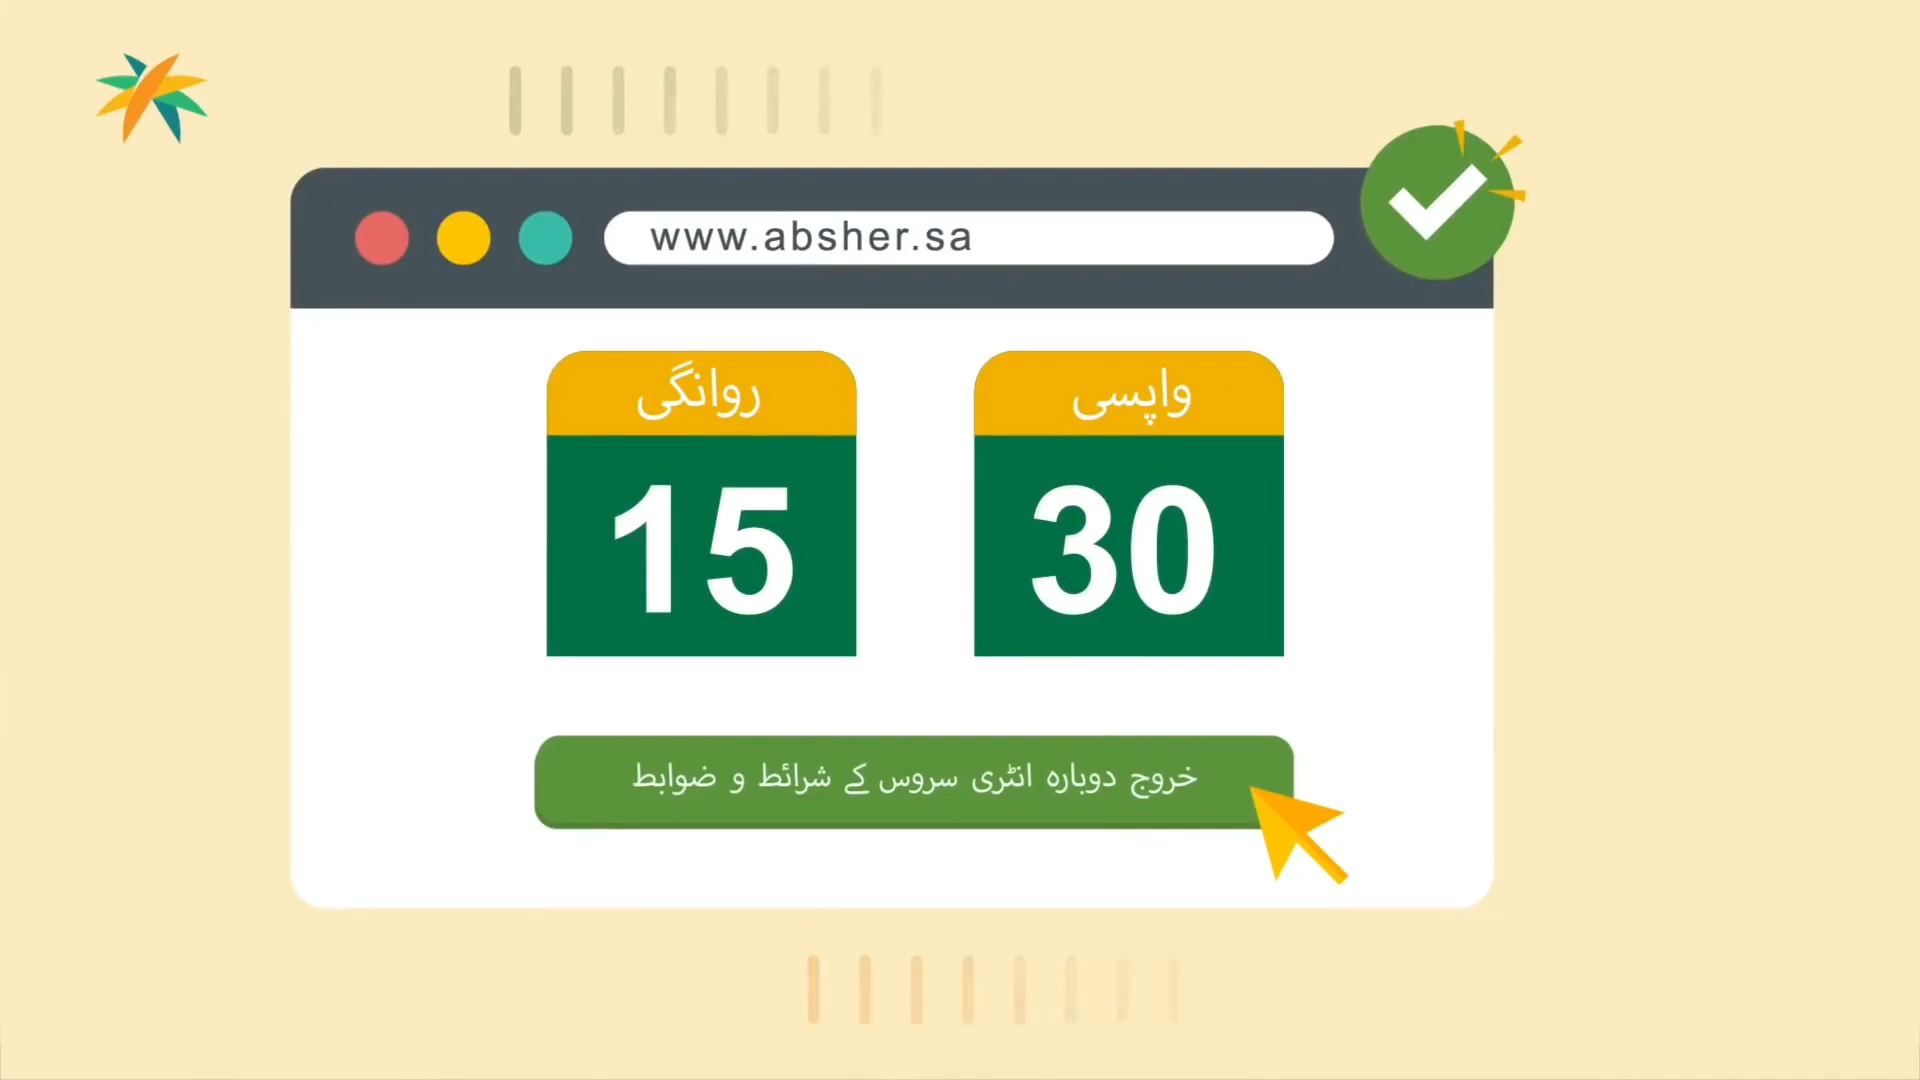 www.absher.sa
واپسی
روانگی
30
15
خروج دوبارہ انٹری سروس کے شرائط و ضوابط